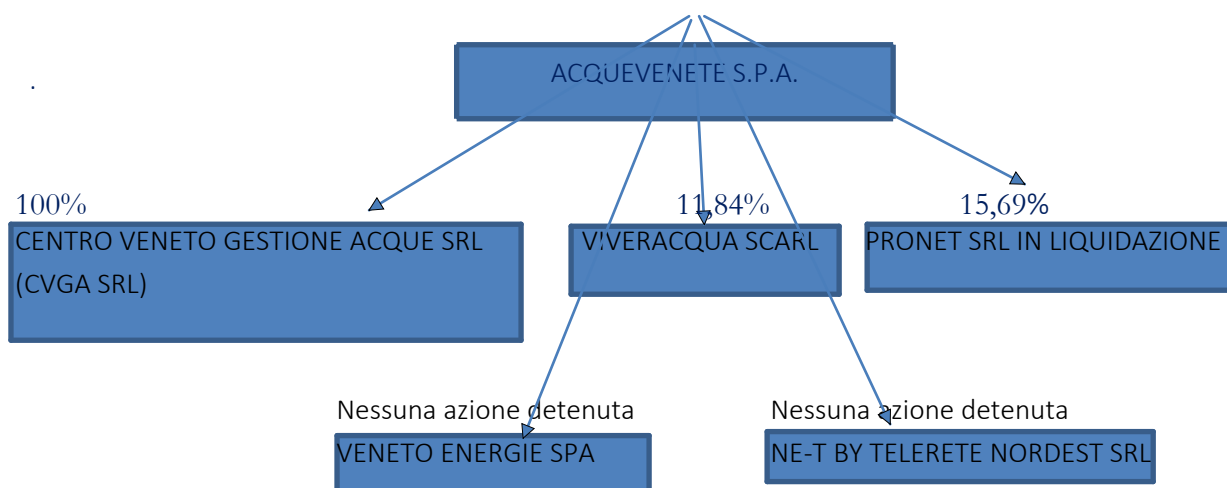 ACQUEVENETE S.P.A.
.
100%
11,84%
15,69%
CENTRO VENETO GESTIONE ACQUE SRL
(CVGA SRL)
VIVERACQUA SCARL
PRONET SRL IN LIQUIDAZIONE
Nessuna azione detenuta
Nessuna azione detenuta
VENETO ENERGIE SPA
NE-T BY TELERETE NORDEST SRL